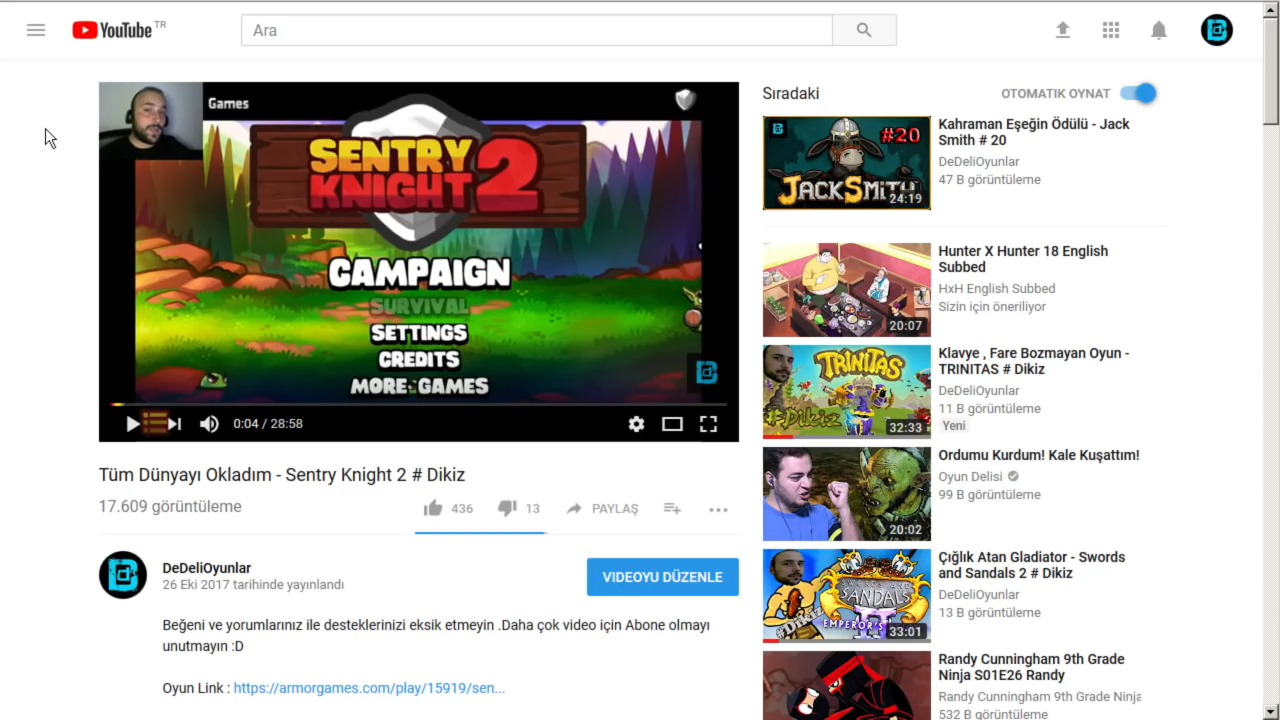 YouTube TR
Ara
Games
SENTRY
KNIGHT 2
CAMPAIGN
SURVIVAL
SETTINGS
CREDITS
MORE GAMES
0:04 / 28:58
Tüm Dünyayı Okladım - Sentry Knight 2 # Dikiz
17.609 görüntüleme
436
13
PAYLAŞ
DeDeliOyunlar
26 Eki 2017 tarihinde yayınlandı
VIDEOYU DÜZENLE
Beğeni ve yorumlarınız ile desteklerinizi eksik etmeyin .Daha çok video için Abone olmayı
unutmayın :D
Oyun Link : https://armorgames.com/play/15919/sen...
Sıradaki
OTOMATIK OYNAT
#20
JACKSMITH
24:19
Kahraman Eşeğin Ödülü - Jack
Smith # 20
DeDeliOyunlar
47 B görüntüleme
20:07
Hunter X Hunter 18 English
Subbed
HxH English Subbed
Sizin için öneriliyor
TRINITAS
#Dikiz
32:33
Klavye , Fare Bozmayan Oyun -
TRINITAS # Dikiz
DeDeliOyunlar
11 B görüntüleme
Yeni
20:02
Ordumu Kurdum! Kale Kuşattım!
Oyun Delisi
99 B görüntüleme
SWORDS AND
SANDALS
EMPEROR'S
#DİKİZ
33:01
Çığlık Atan Gladiator - Swords
and Sandals 2 # Dikiz
DeDeliOyunlar
13 B görüntüleme
Randy Cunningham 9th Grade
Ninja S01E26 Randy
Randy Cunningham 9th Grade Ninja
532 B görüntüleme